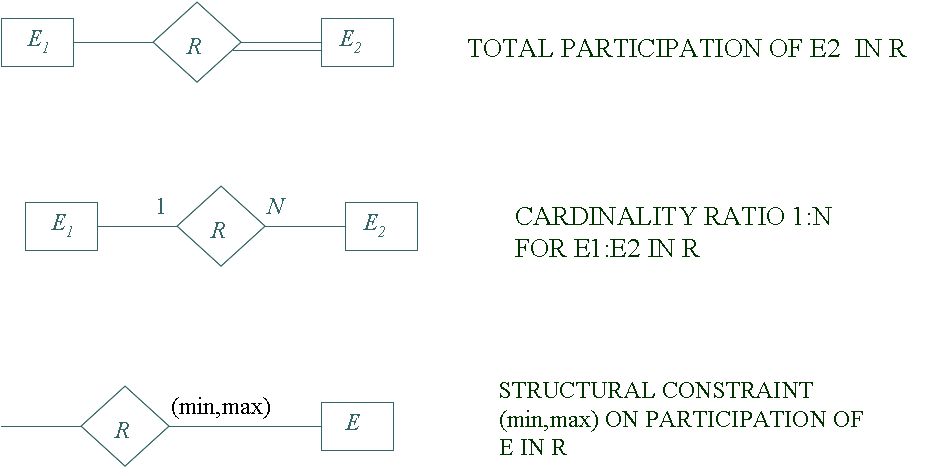 E1 R E2
TOTAL PARTICIPATION OF E2 IN R
E1 1 R N E2
CARDINALITY RATIO 1:N
FOR E1:E2 IN R
R (min,max) E
STRUCTURAL CONSTRAINT
(min,max) ON PARTICIPATION OF
E IN R